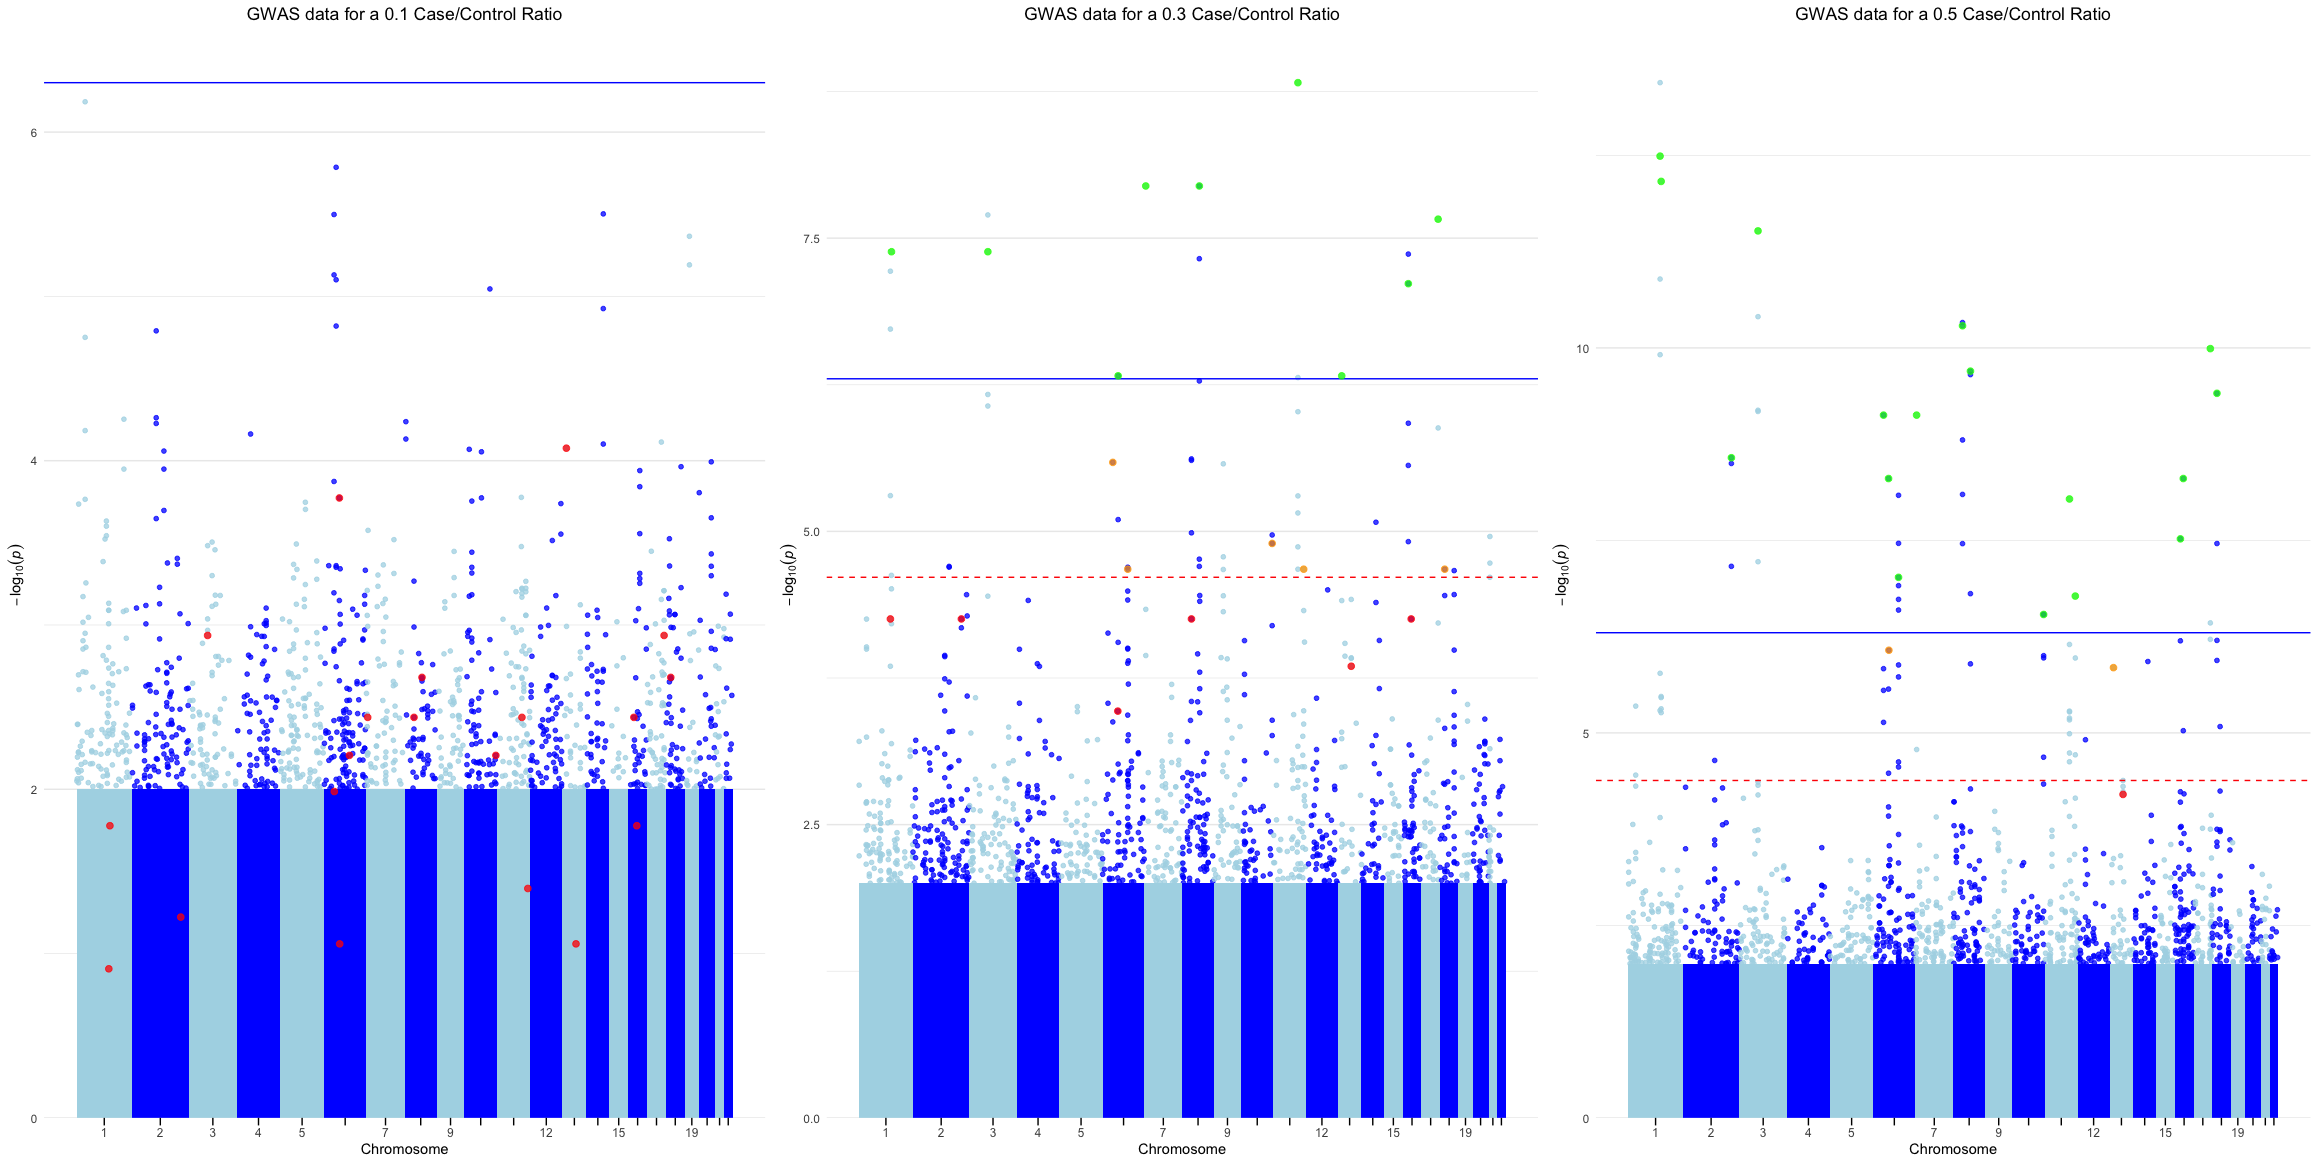 GWAS data for a 0.1 Case/Control Ratio
− log10(p)
6
4
2
0
1 2 3 4 5 7 9 12 15 19
Chromosome
GWAS data for a 0.3 Case/Control Ratio
− log10(p)
7.5
5.0
2.5
0.0
1 2 3 4 5 7 9 12 15 19
Chromosome
GWAS data for a 0.5 Case/Control Ratio
− log10(p)
10
5
0
1 2 3 4 5 7 9 12 15 19
Chromosome